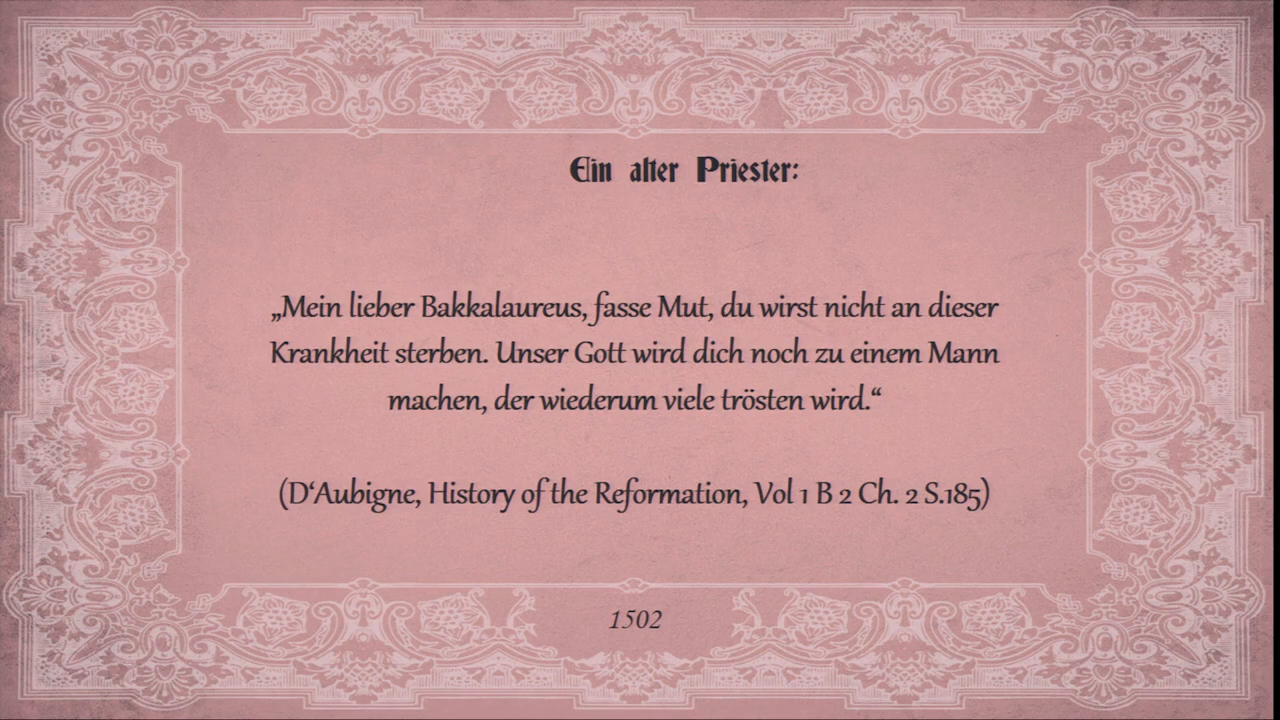 Ein alter Priester:
„Mein lieber Bakkalaureus, fasse Mut, du wirst nicht an dieser
Krankheit sterben. Unser Gott wird dich noch zu einem Mann
machen, der wiederum viele trösten wird.“
(D‘Aubigne, History of the Reformation, Vol 1 B 2 Ch. 2 S.185)
1502